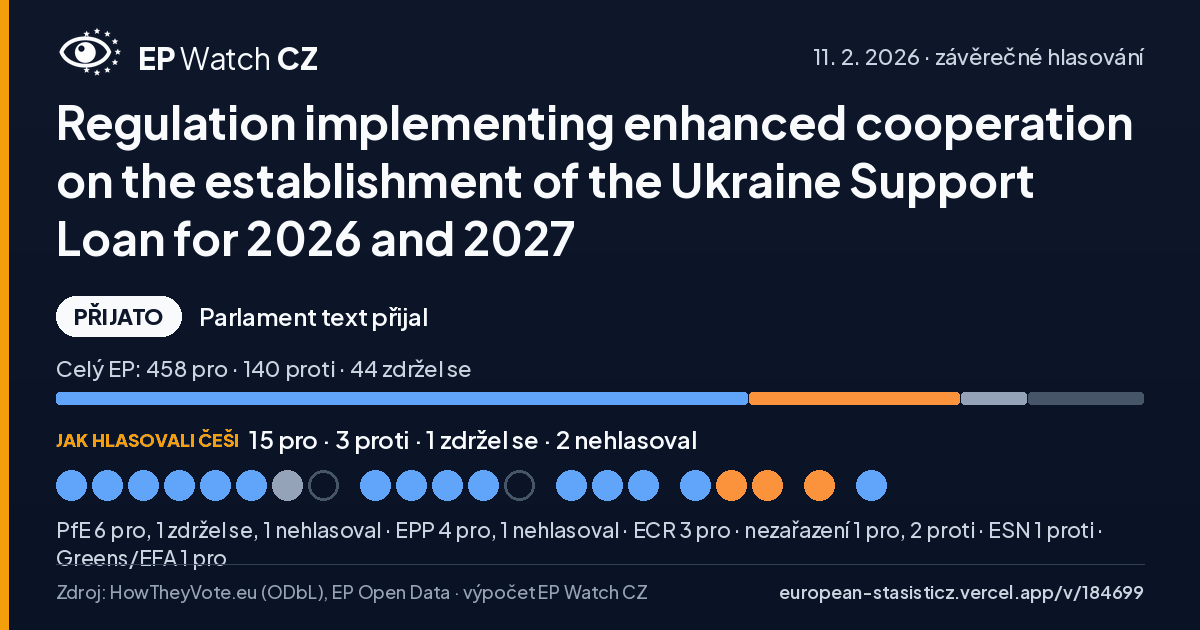 EP Watch CZ
11. 2. 2026 · závěrečné hlasování
Regulation implementing enhanced cooperation
on the establishment of the Ukraine Support
Loan for 2026 and 2027
PŘIJATO Parlament text přijal
Celý EP: 458 pro · 140 proti · 44 zdržel se
JAK HLASOVALI ČEŠI 15 pro · 3 proti · 1 zdržel se · 2 nehlasoval
PfE 6 pro, 1 zdržel se, 1 nehlasoval · EPP 4 pro, 1 nehlasoval · ECR 3 pro · nezařazení 1 pro, 2 proti · ESN 1 proti ·
Greens/EFA 1 pro
Zdroj: HowTheyVote.eu (ODbL), EP Open Data · výpočet EP Watch CZ
european-stasisticz.vercel.app/v/184699